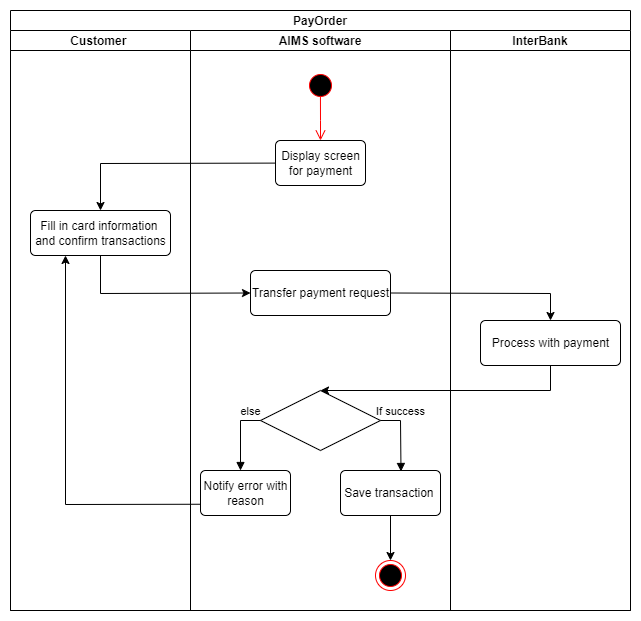 PayOrder
Customer
AIMS software
InterBank
Display screen
for payment
Fill in card information
and confirm transactions
Transfer payment request
Process with payment
else
If success
Notify error with
reason
Save transaction